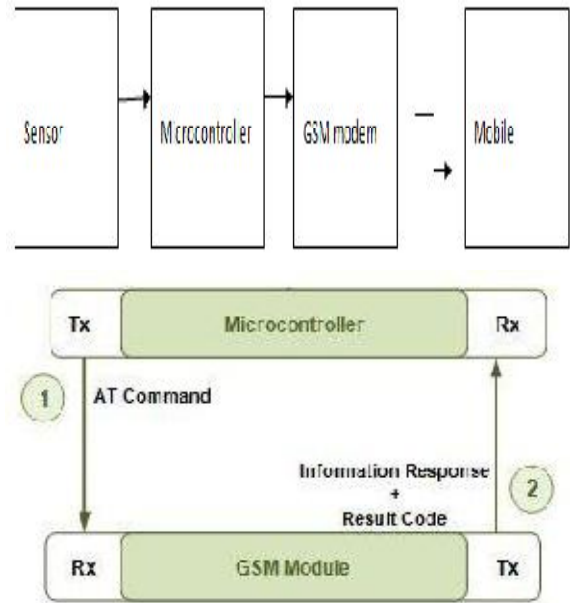 Sensor
Microcontroller
GSM modem
Mobile
Tx
Microcontroller
Rx
1
AT Command
Information Response
+
Result Code
2
Rx
GSM Module
Tx